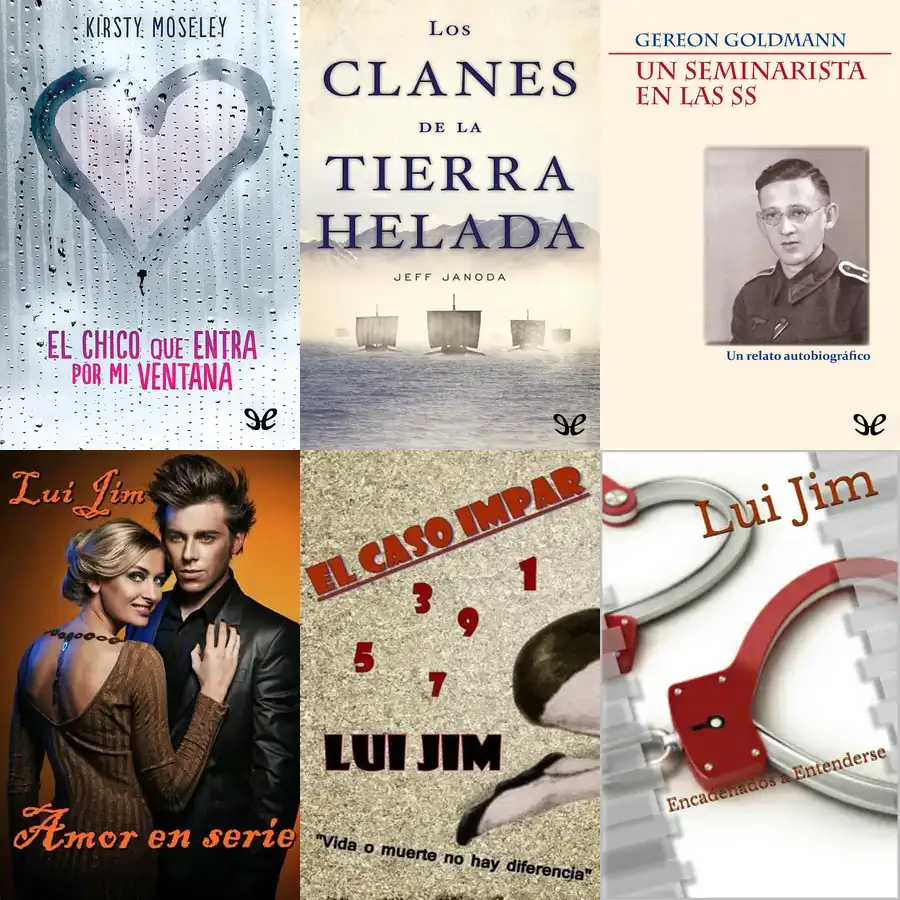 KIRSTY MOSELEY
EL CHICO QUE ENTRA
POR MI VENTANA
LOS
CLANES
DE LA
TIERRA
HELADA
JEFF JANODA
GEREON GOLDMANN
UN SEMINARISTA
EN LAS SS
Un relato autobiográfico
Lui Jim
Amor en serie
EL CASO IMPAR
3
1
9
5
7
LUI JIM
"Vida o muerte no hay diferencia"
Lui Jim
Encadenados a Entenderse